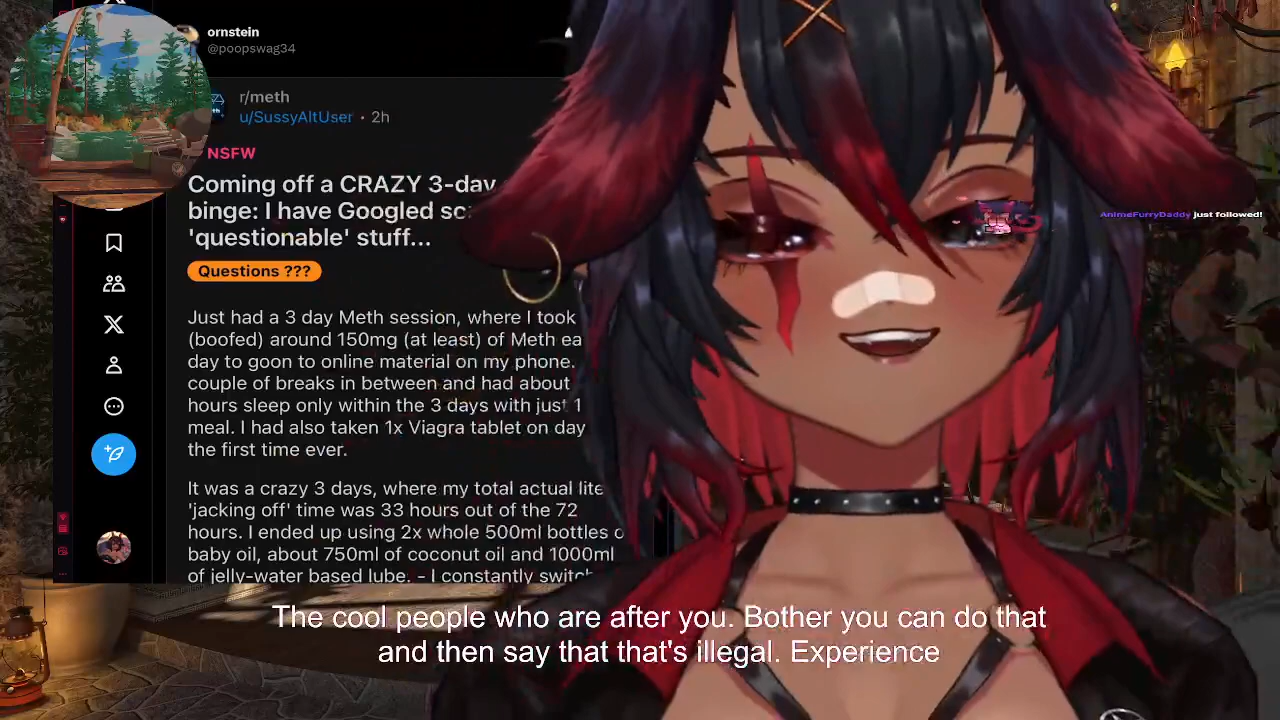 ornstein
@poopswag34
r/meth
u/SussyAltUser • 2h
NSFW
Coming off a CRAZY 3-day
binge: I have Googled
'questionable' stuff...
Questions ???
AnimeFurryDaddy just followed!
Just had a 3 day Meth session, where I took
(boofed) around 150mg (at least) of Meth
day to goon to online material on my phone.
couple of breaks in between and had about
hours sleep only within the 3 days with just 1
meal. I had also taken 1x Viagra tablet on day
the first time ever.
It was a crazy 3 days, where my total actual
'jacking off' time was 33 hours out of the 72
hours. I ended up using 2x whole 500ml bottles
baby oil, about 750ml of coconut oil and 1000ml
of jelly-water based lube. - I constantly
The cool people who are after you. Bother you can do that
and then say that that's illegal. Experience